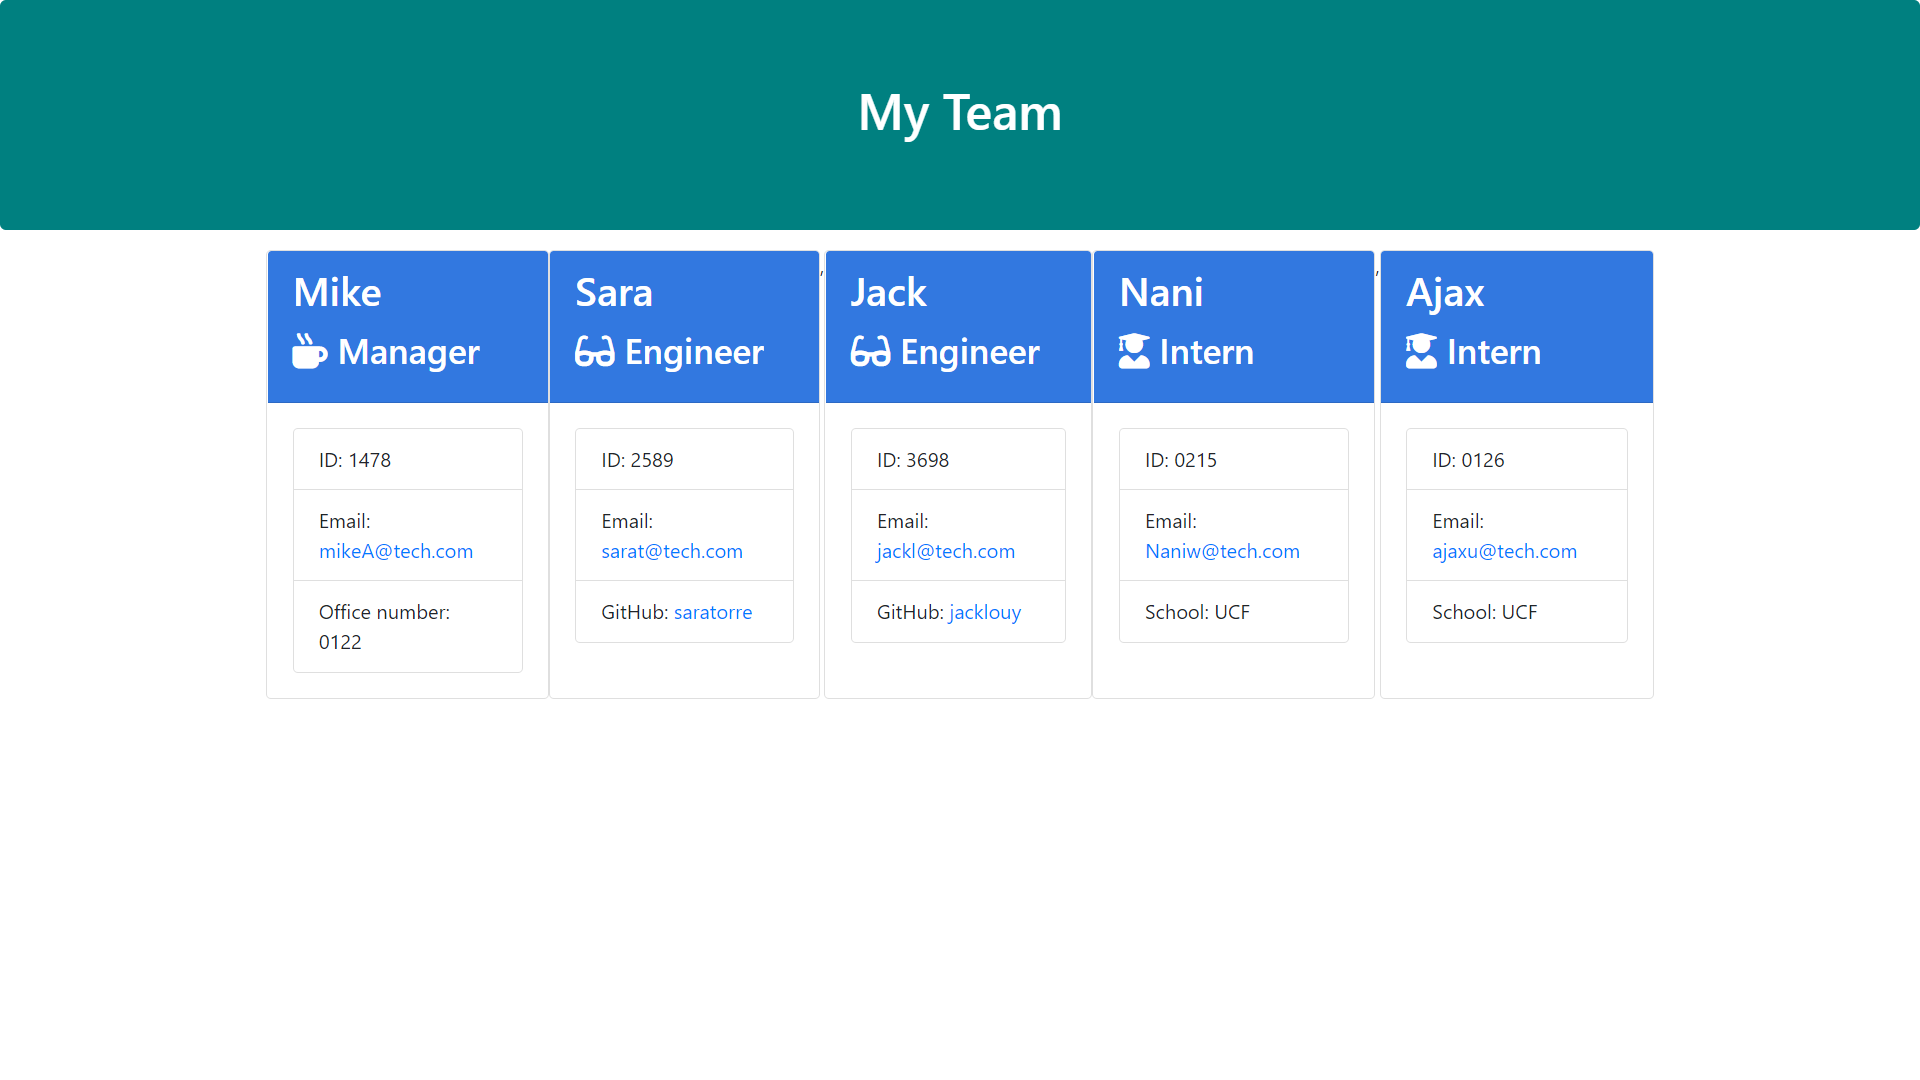 My Team
Mike
Manager
ID: 1478
Email:
mikeA@tech.com
Office number:
0122
Sara
Engineer
ID: 2589
Email:
sarat@tech.com
GitHub: saratorre
,
Jack
Engineer
ID: 3698
Email:
jackl@tech.com
GitHub: jacklouy
Nani
Intern
ID: 0215
Email:
Naniw@tech.com
School: UCF
,
Ajax
Intern
ID: 0126
Email:
ajaxu@tech.com
School: UCF